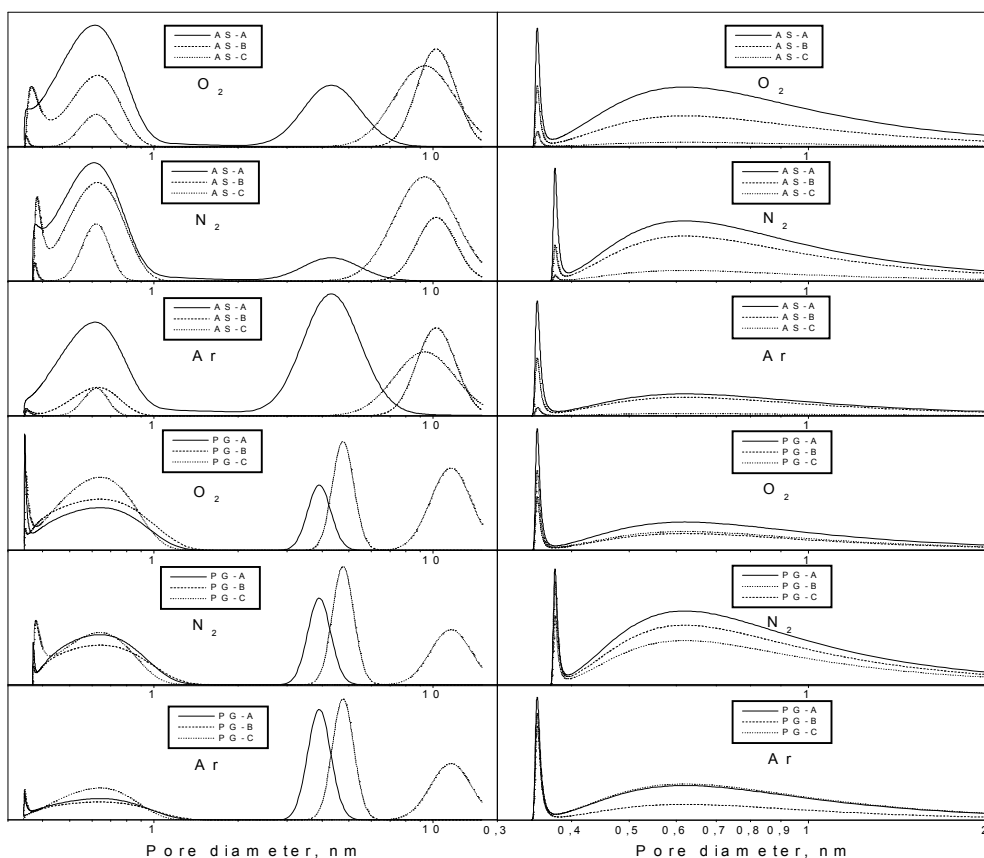 AS-A
AS-B
AS-C
O₂
1 10
AS-A
AS-B
AS-C
O₂
1
AS-A
AS-B
AS-C
N₂
1 10
AS-A
AS-B
AS-C
N₂
1
AS-A
AS-B
AS-C
Ar
1 10
AS-A
AS-B
AS-C
Ar
1
PG-A
PG-B
PG-C
O₂
1 10
PG-A
PG-B
PG-C
O₂
1
PG-A
PG-B
PG-C
N₂
1 10
PG-A
PG-B
PG-C
N₂
1
PG-A
PG-B
PG-C
Ar
1 10
Pore diameter, nm
PG-A
PG-B
PG-C
Ar
0,3 0,4 0,5 0,6 0,7 0,8 0,9 1 2
Pore diameter, nm